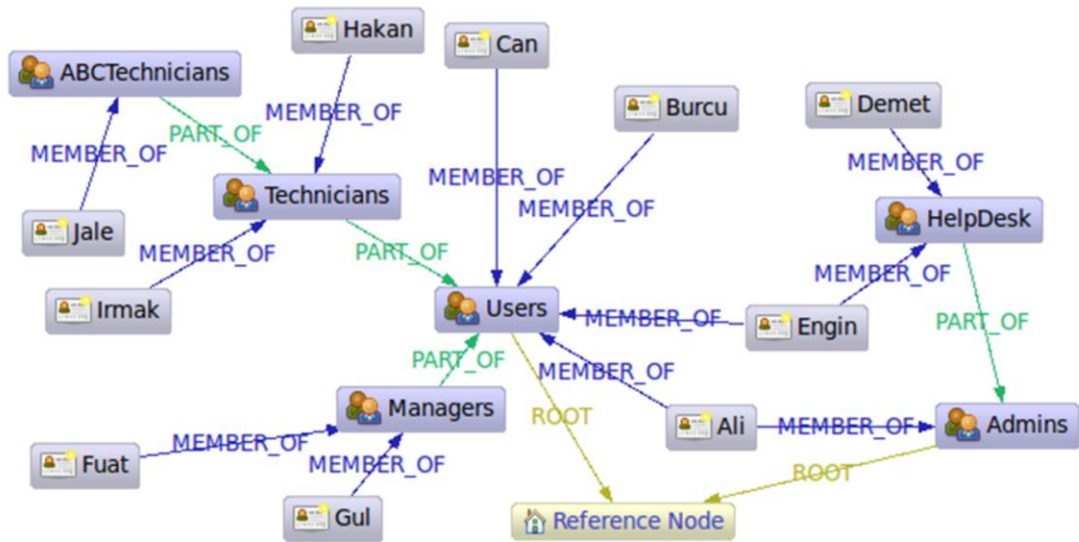 Hakan
Can
ABCTechnicians
Burcu
Demet
MEMBER_OF
PART_OF
MEMBER_OF
MEMBER_OF
MEMBER_OF
Technicians
MEMBER_OF
HelpDesk
Jale
MEMBER_OF
PART_OF
MEMBER_OF
Irmak
Users
MEMBER_OF
Engin
PART_OF
PART_OF
MEMBER_OF
Managers
ROOT
Ali
MEMBER_OF
Admins
MEMBER_OF
Fuat
MEMBER_OF
ROOT
Gul
Reference Node